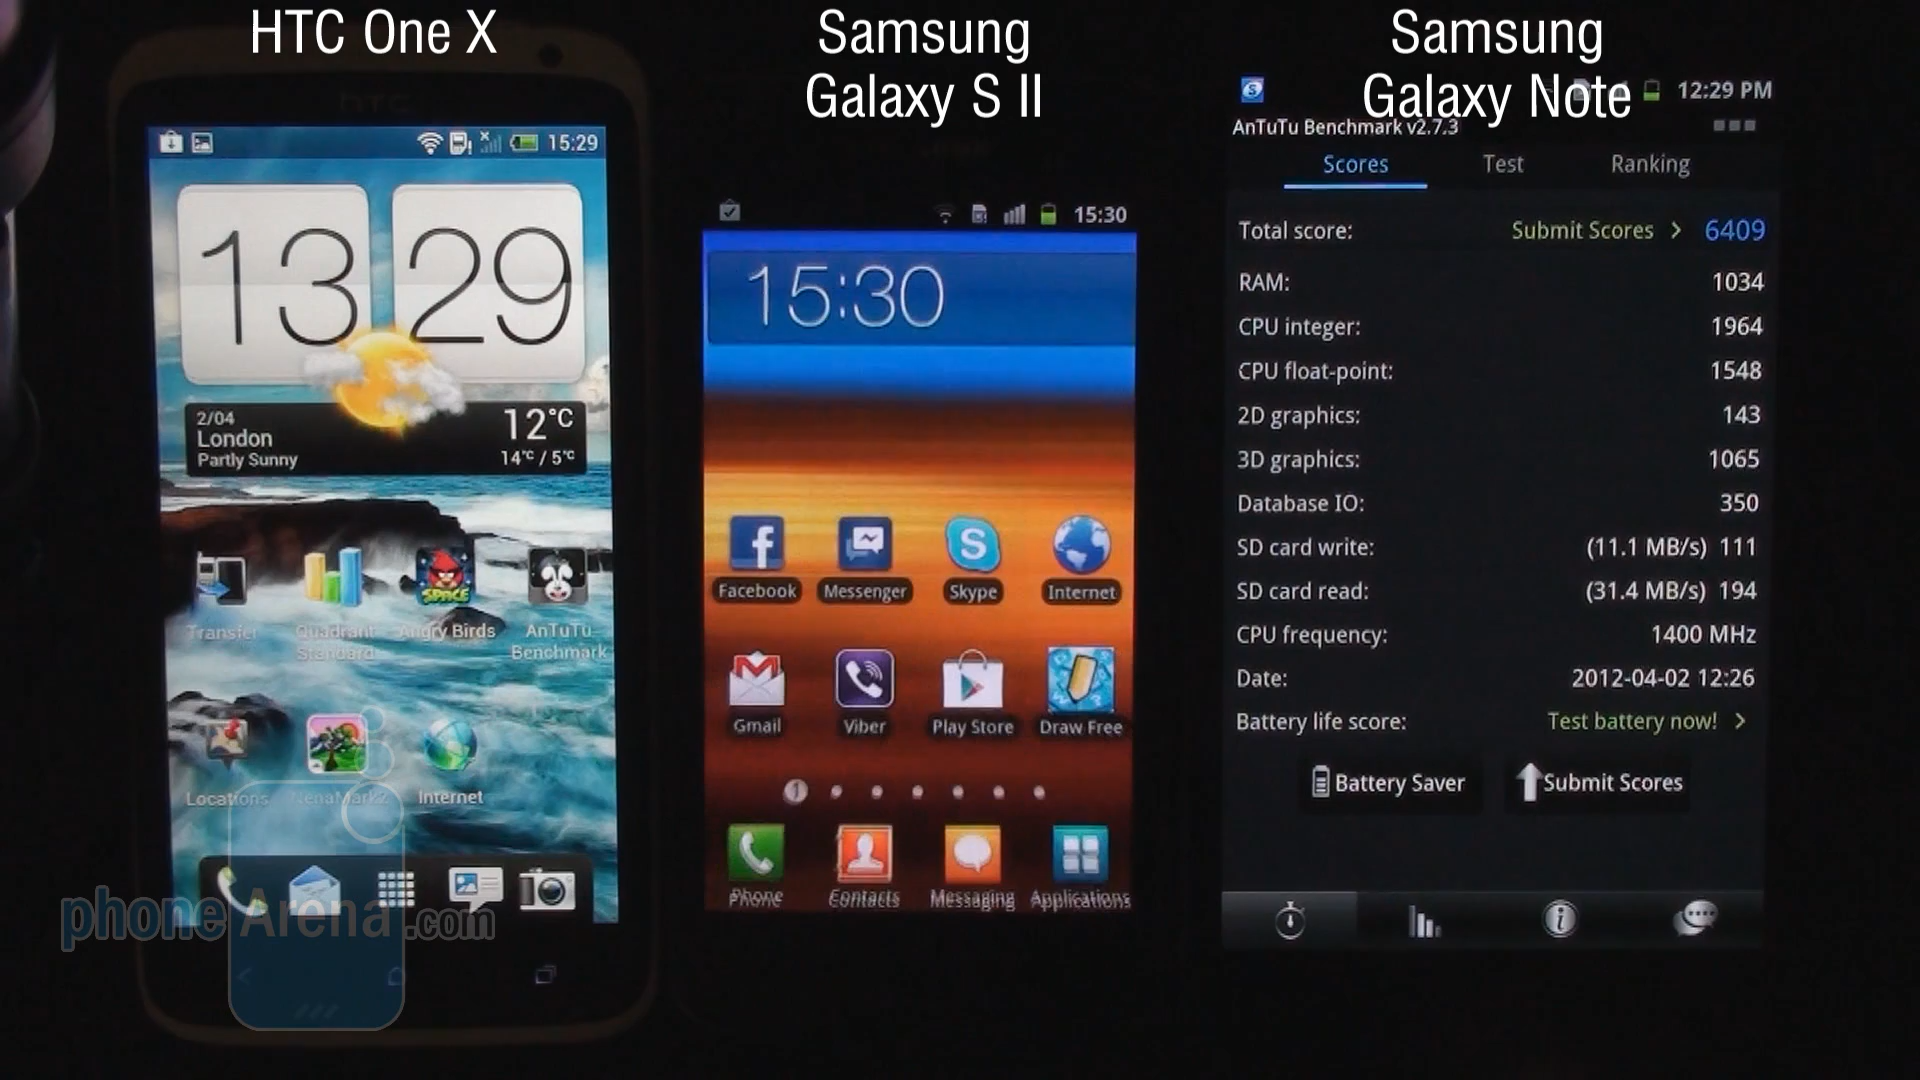 HTC One X
hTC
15:29
13 29
2/04
London
Partly Sunny
12°C
14°C / 5°C
Transfer
Quadrant Standard
Angry Birds
SPACE
AnTuTu Benchmark
Locations
NenaMark2
Internet
phoneArena.com
Samsung
Galaxy S II
15:30
15:30
Facebook
Messenger
Skype
Internet
Gmail
Viber
Play Store
Draw Free
1
Phone
Contacts
Messaging
Applications
Samsung
Galaxy Note
12:29 PM
AnTuTu Benchmark v2.7.3
Scores Test Ranking
Total score: Submit Scores > 6409
RAM: 1034
CPU integer: 1964
CPU float-point: 1548
2D graphics: 143
3D graphics: 1065
Database IO: 350
SD card write: (11.1 MB/s) 111
SD card read: (31.4 MB/s) 194
CPU frequency: 1400 MHz
Date: 2012-04-02 12:26
Battery life score: Test battery now! >
Battery Saver Submit Scores